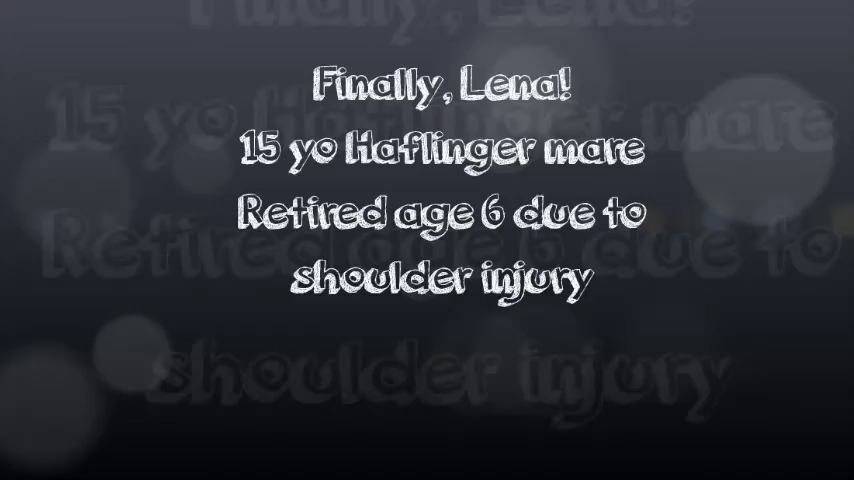 Finally, Lena!
15 yo Haflinger mare
Retired age 6 due to
shoulder injury